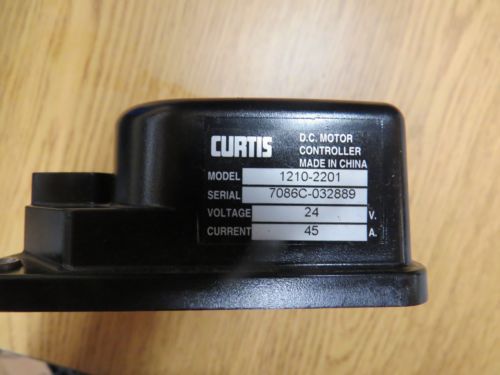 CURTIS
D.C. MOTOR
CONTROLLER
MADE IN CHINA
MODEL 1210-2201
SERIAL 7086C-032889
VOLTAGE 24 V.
CURRENT 45 A.